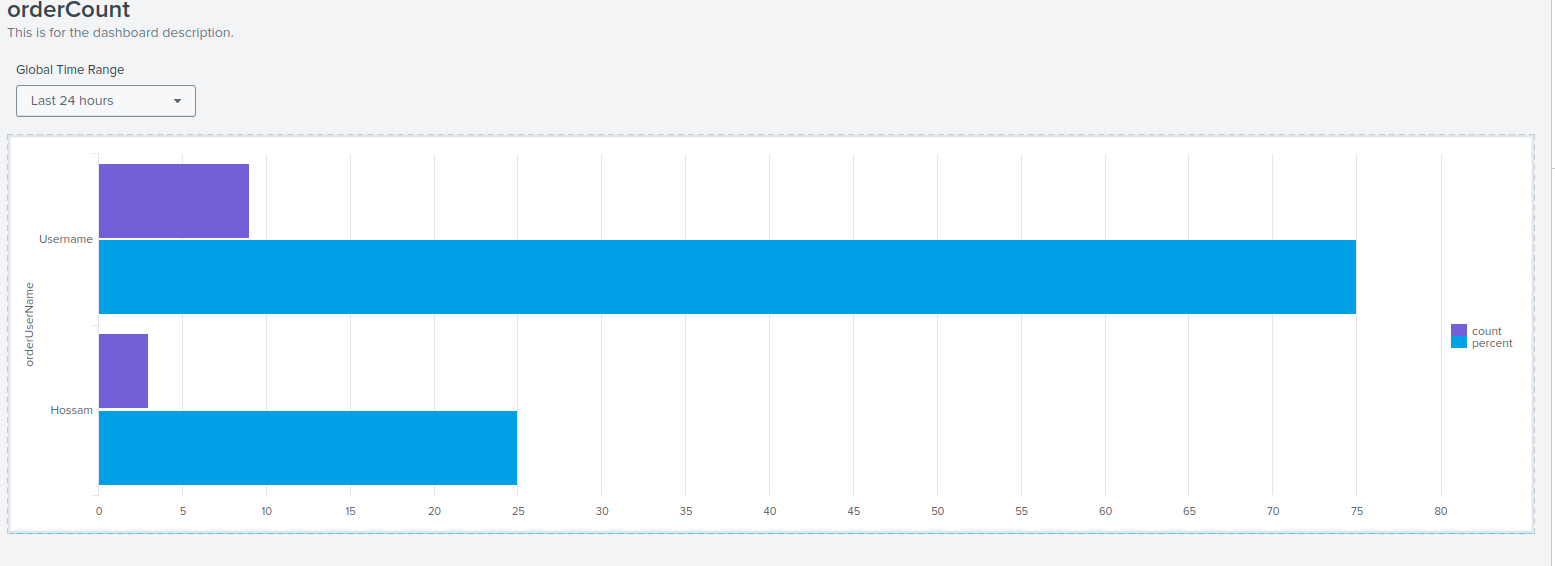 orderCount
This is for the dashboard description.
Global Time Range
Last 24 hours
Username
orderUserName
Hossam
count
percent
0 5 10 15 20 25 30 35 40 45 50 55 60 65 70 75 80